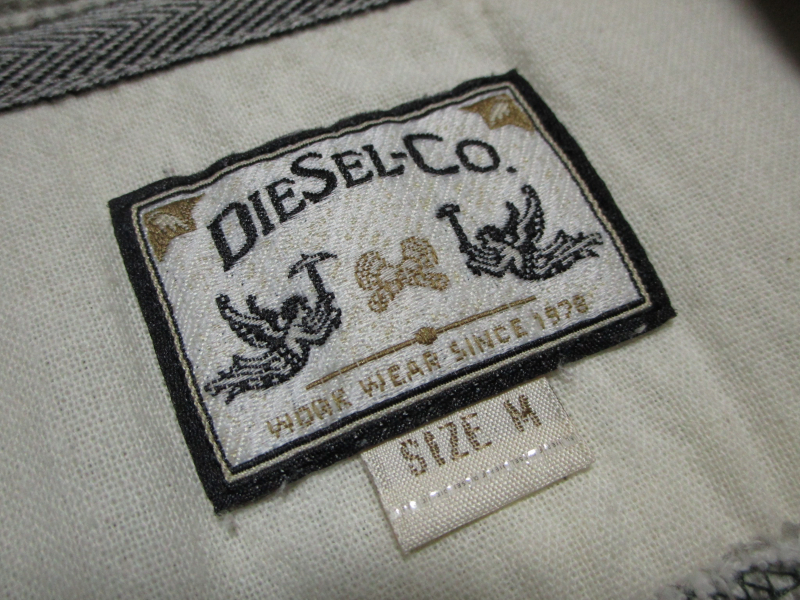 DIESEL-CO.
WORK WEAR SINCE 1978
SIZE M